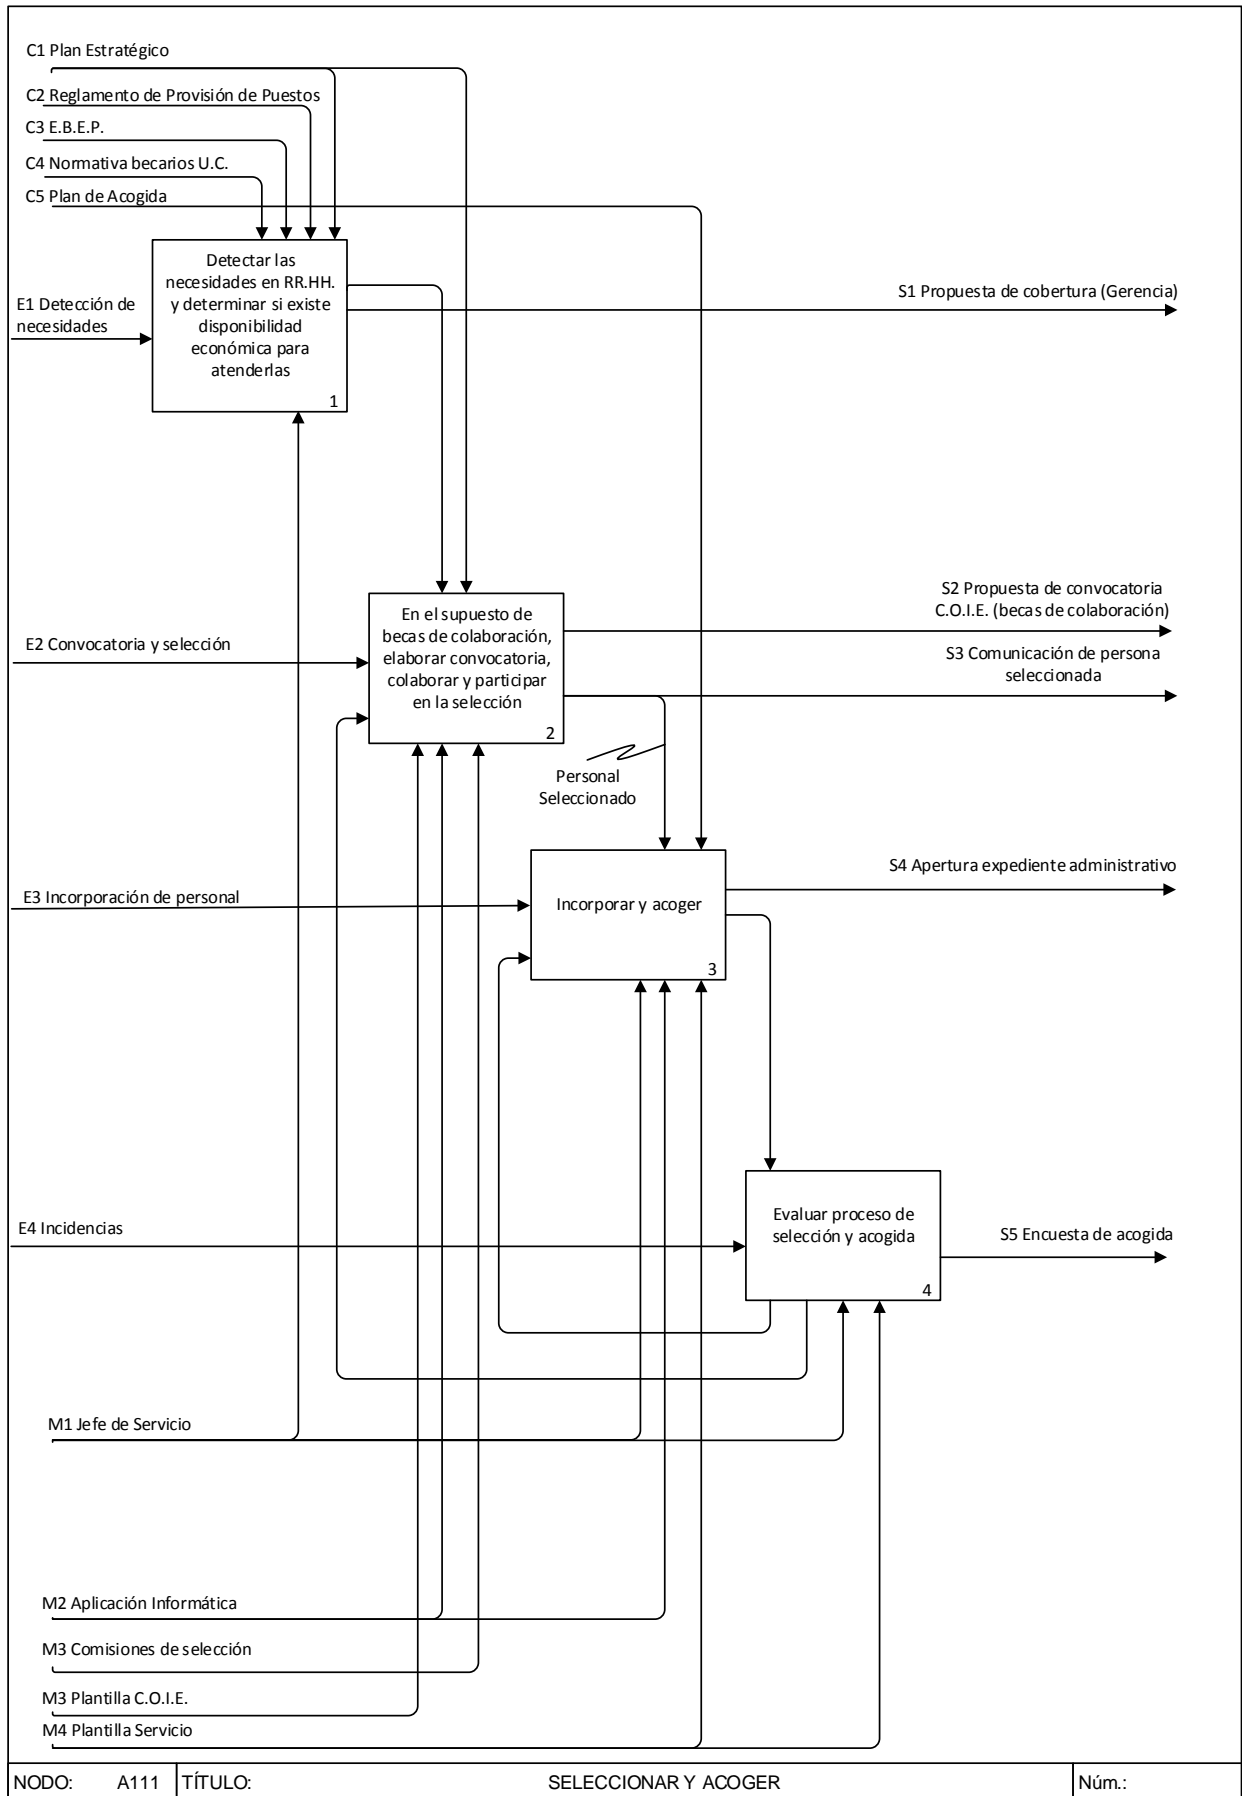 C1 Plan Estratégico
C2 Reglamento de Provisión de Puestos
C3 E.B.E.P.
C4 Normativa becarios U.C.
C5 Plan de Acogida
Detectar las
necesidades en RR.HH.
y determinar si existe
disponibilidad
económica para
atenderlas
1
E1 Detección de
necesidades
S1 Propuesta de cobertura (Gerencia)
En el supuesto de
becas de colaboración,
elaborar convocatoria,
colaborar y participar
en la selección
2
E2 Convocatoria y selección
S2 Propuesta de convocatoria
C.O.I.E. (becas de colaboración)
S3 Comunicación de persona
seleccionada
Personal
Seleccionado
E3 Incorporación de personal
Incorporar y acoger
3
S4 Apertura expediente administrativo
E4 Incidencias
Evaluar proceso de
selección y acogida
4
S5 Encuesta de acogida
M1 Jefe de Servicio
M2 Aplicación Informática
M3 Comisiones de selección
M3 Plantilla C.O.I.E.
M4 Plantilla Servicio
NODO: A111 TÍTULO: SELECCIONAR Y ACOGER Núm.: